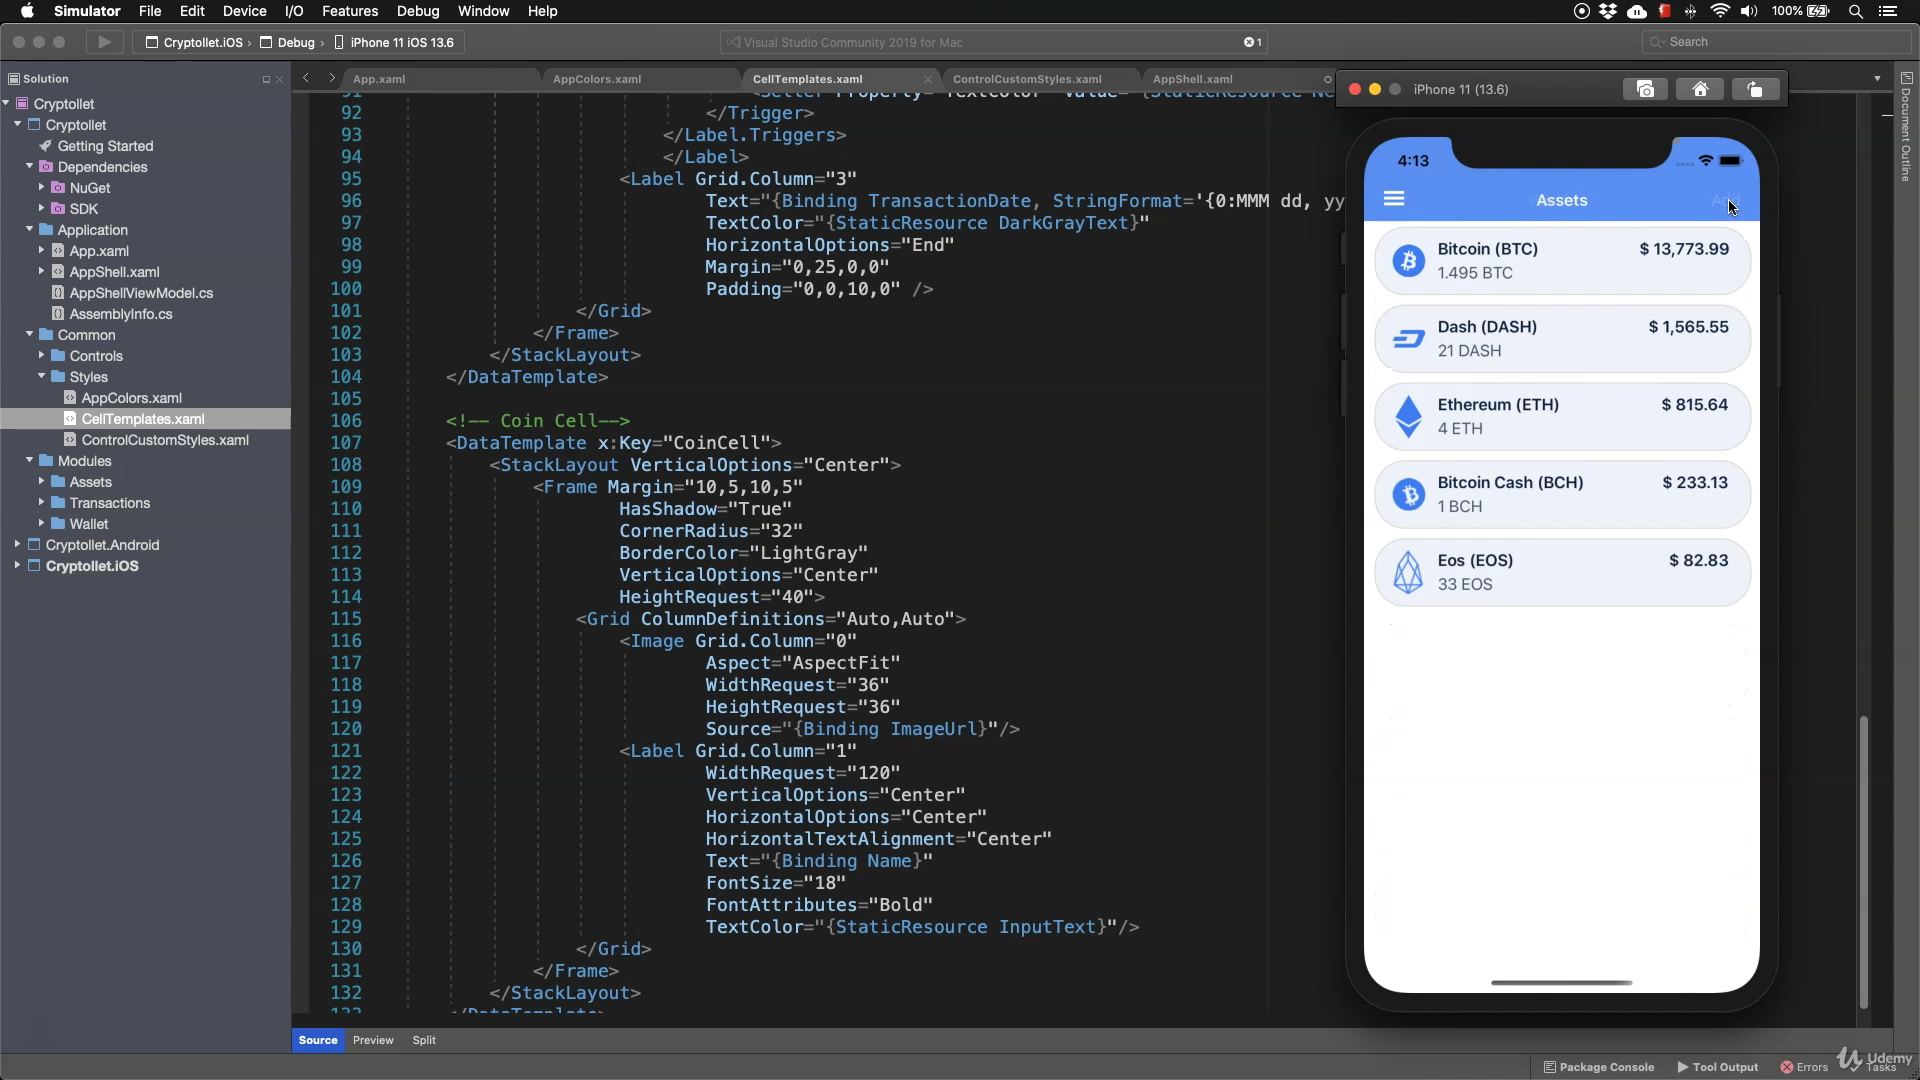 Simulator File Edit Device I/O Features Debug Window Help 100%
Cryptollet.iOS › Debug › iPhone 11 iOS 13.6 Visual Studio Community 2019 for Mac 1 Search
Solution
Cryptollet
Cryptollet
Getting Started
Dependencies
NuGet
SDK
Application
App.xaml
AppShell.xaml
AppShellViewModel.cs
AssemblyInfo.cs
Common
Controls
Styles
AppColors.xaml
CellTemplates.xaml
ControlCustomStyles.xaml
Modules
Assets
Transactions
Wallet
Cryptollet.Android
Cryptollet.iOS
App.xaml AppColors.xaml CellTemplates.xaml ControlCustomStyles.xaml AppShell.xaml
92 </Trigger>
93 </Label.Triggers>
94 </Label>
95 <Label Grid.Column="3"
96 Text="{Binding TransactionDate, StringFormat='{0:MMM dd, yy
97 TextColor="{StaticResource DarkGrayText}"
98 HorizontalOptions="End"
99 Margin="0,25,0,0"
100 Padding="0,0,10,0" />
101 </Grid>
102 </Frame>
103 </StackLayout>
104 </DataTemplate>
105
106 <!-- Coin Cell-->
107 <DataTemplate x:Key="CoinCell">
108 <StackLayout VerticalOptions="Center">
109 <Frame Margin="10,5,10,5"
110 HasShadow="True"
111 CornerRadius="32"
112 BorderColor="LightGray"
113 VerticalOptions="Center"
114 HeightRequest="40">
115 <Grid ColumnDefinitions="Auto,Auto">
116 <Image Grid.Column="0"
117 Aspect="AspectFit"
118 WidthRequest="36"
119 HeightRequest="36"
120 Source="{Binding ImageUrl}"/>
121 <Label Grid.Column="1"
122 WidthRequest="120"
123 VerticalOptions="Center"
124 HorizontalOptions="Center"
125 HorizontalTextAlignment="Center"
126 Text="{Binding Name}"
127 FontSize="18"
128 FontAttributes="Bold"
129 TextColor="{StaticResource InputText}"/>
130 </Grid>
131 </Frame>
132 </StackLayout>
Source Preview Split
iPhone 11 (13.6)
4:13
Assets
Bitcoin (BTC) $ 13,773.99
1.495 BTC
Dash (DASH) $ 1,565.55
21 DASH
Ethereum (ETH) $ 815.64
4 ETH
Bitcoin Cash (BCH) $ 233.13
1 BCH
Eos (EOS) $ 82.83
33 EOS
Document Outline
Package Console Tool Output Errors Tasks
Udemy